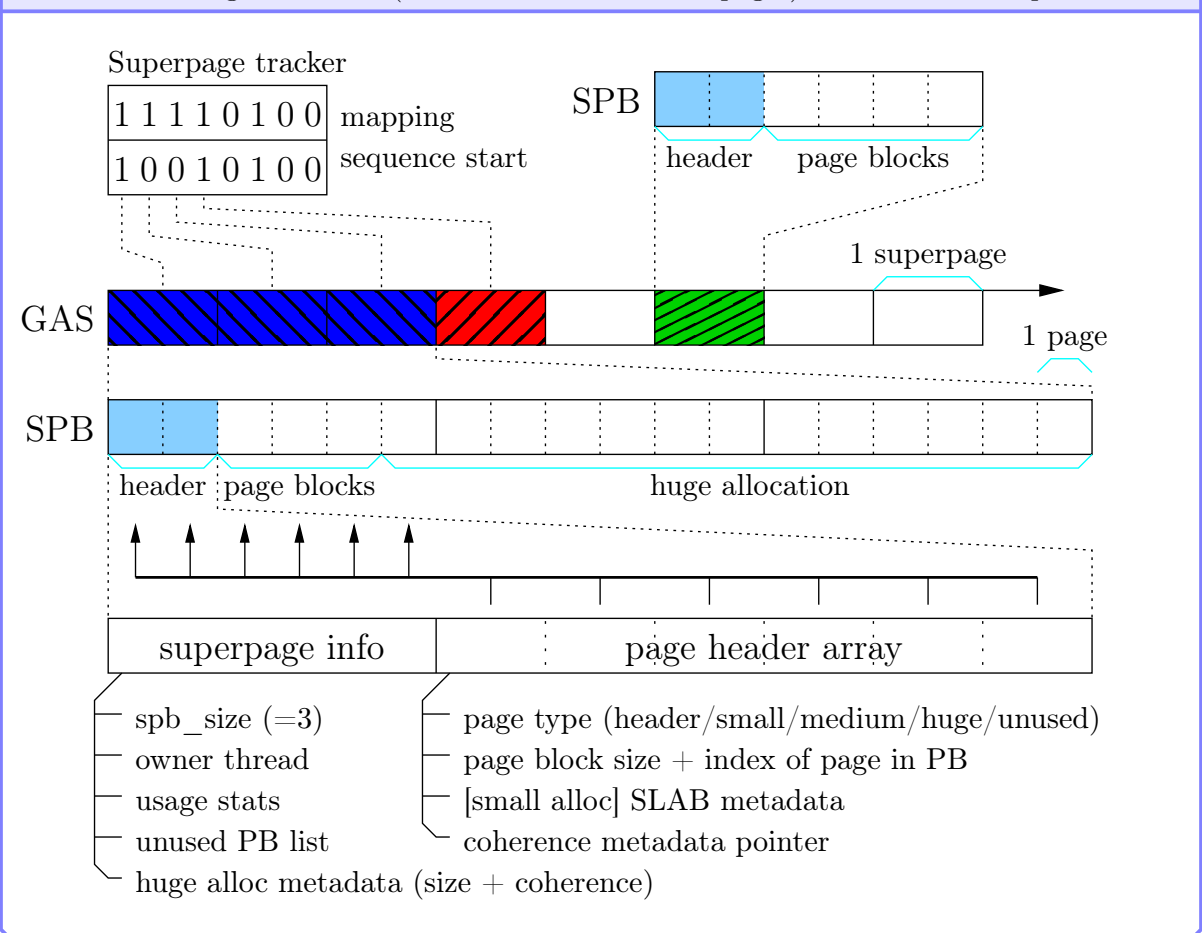 Superpage tracker
1 1 1 1 0 1 0 0
mapping
1 0 0 1 0 1 0 0
sequence start
SPB
header
page blocks
1 superpage
GAS
1 page
SPB
header
page blocks
huge allocation
superpage info
page header array
spb_size (=3)
owner thread
usage stats
unused PB list
huge alloc metadata (size + coherence)
page type (header/small/medium/huge/unused)
page block size + index of page in PB
[small alloc] SLAB metadata
coherence metadata pointer